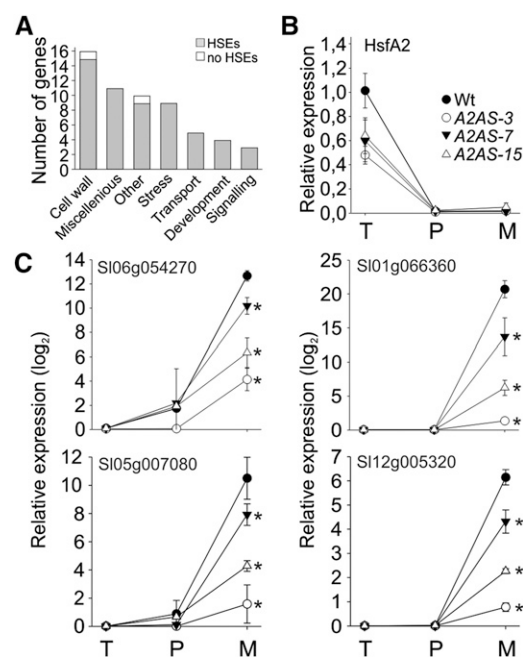 A
Number of genes
16
14
12
10
8
6
4
2
0
HSEs
no HSEs
Cell wall
Miscellenious
Other
Stress
Transport
Development
Signalling
B
Relative expression
1,4
1,2
1,0
0,8
0,6
0,4
0,2
0,0
HsfA2
Wt
A2AS-3
A2AS-7
A2AS-15
T P M
C
Relative expression (log2)
14
12
10
8
6
4
2
0
Sl06g054270
*
*
*
Relative expression (log2)
25
20
15
10
5
0
Sl01g066360
*
*
*
12
10
8
6
4
2
0
Sl05g007080
*
*
*
T P M
7
6
5
4
3
2
1
0
Sl12g005320
*
*
*
T P M